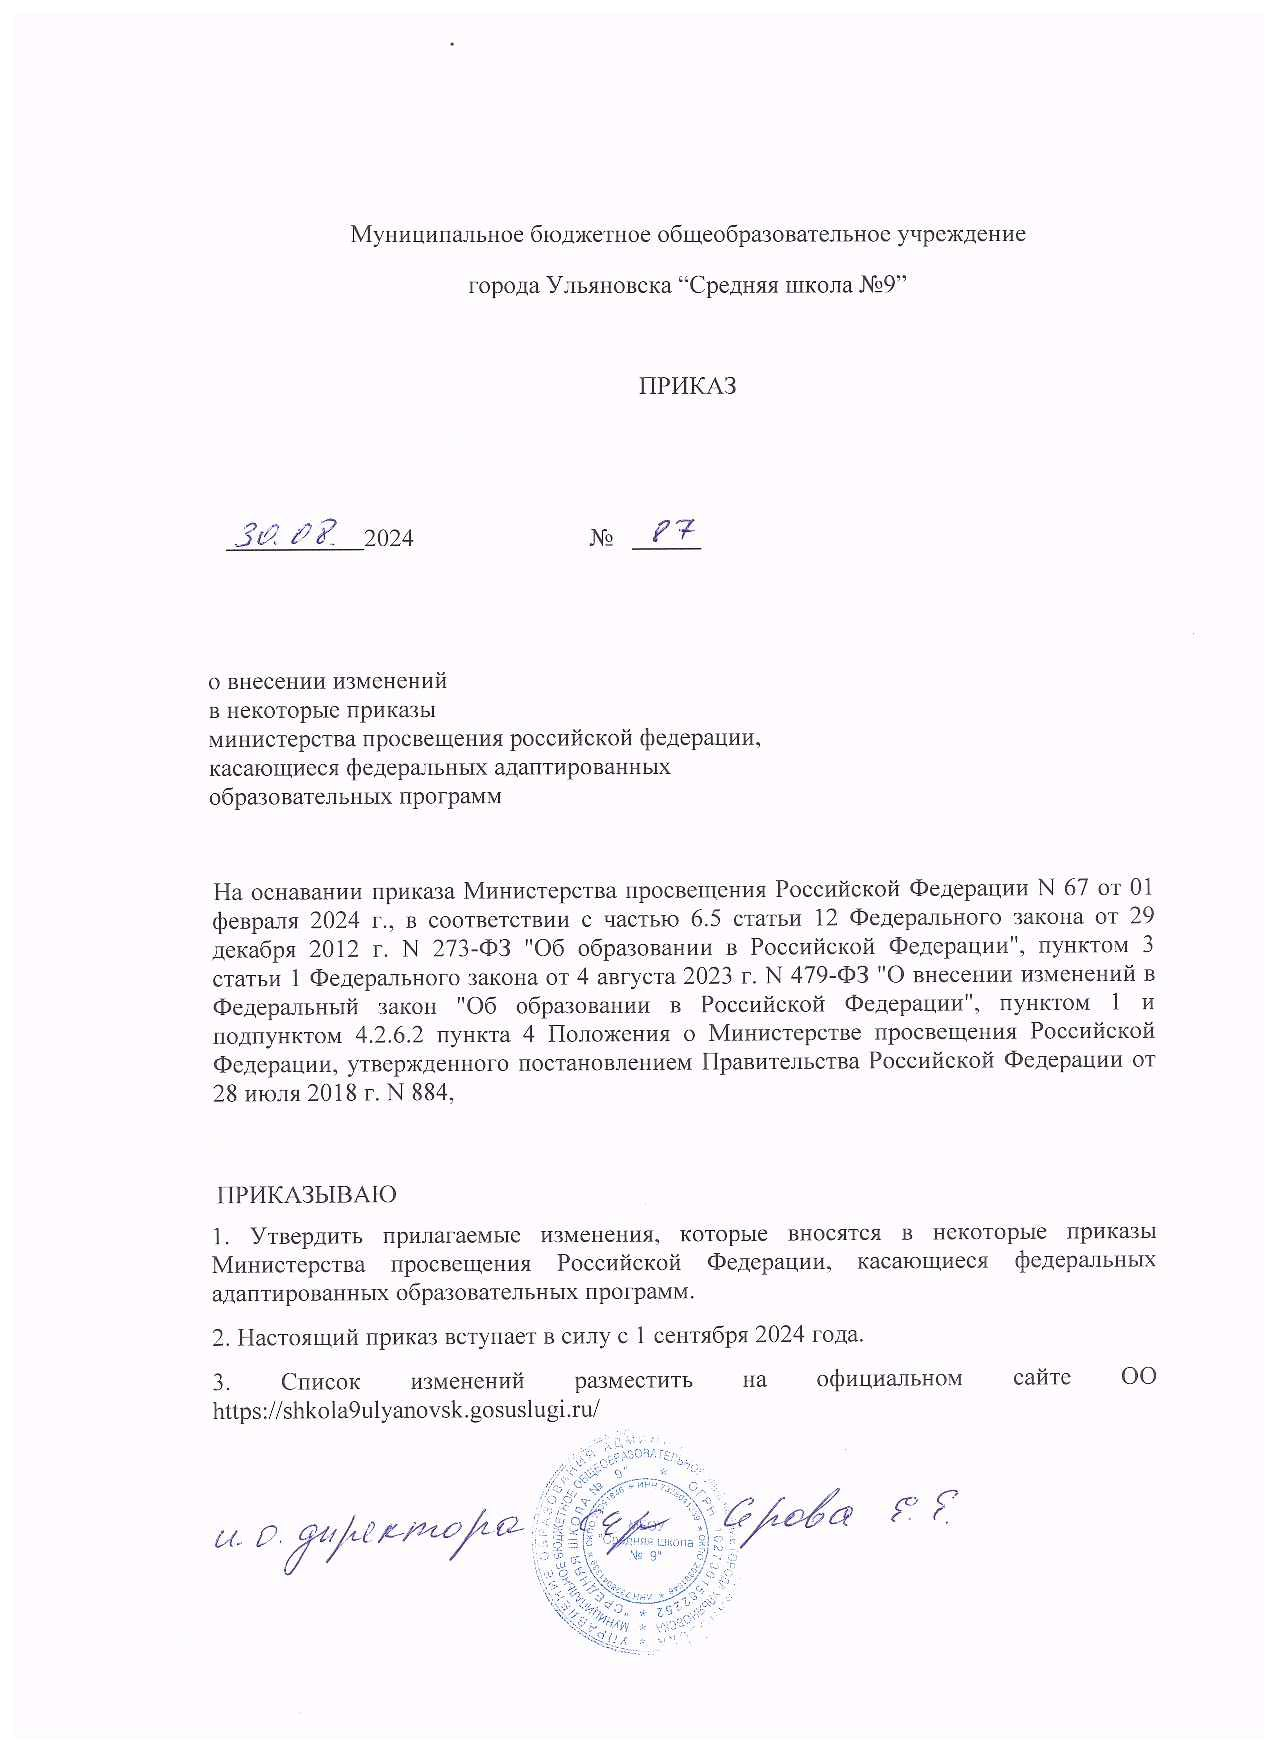 Муниципальное бюджетное общеобразовательное учреждение
города Ульяновска “Средняя школа №9”
ПРИКАЗ
30.08. 2024 № 87
о внесении изменений
в некоторые приказы
министерства просвещения российской федерации,
касающиеся федеральных адаптированных
образовательных программ
На оснавании приказа Министерства просвещения Российской Федерации N 67 от 01
февраля 2024 г., в соответствии с частью 6.5 статьи 12 Федерального закона от 29
декабря 2012 г. N 273-ФЗ "Об образовании в Российской Федерации", пунктом 3
статьи 1 Федерального закона от 4 августа 2023 г. N 479-ФЗ "О внесении изменений в
Федеральный закон "Об образовании в Российской Федерации", пунктом 1 и
подпунктом 4.2.6.2 пункта 4 Положения о Министерстве просвещения Российской
Федерации, утвержденного постановлением Правительства Российской Федерации от
28 июля 2018 г. N 884,
ПРИКАЗЫВАЮ
1. Утвердить прилагаемые изменения, которые вносятся в некоторые приказы
Министерства просвещения Российской Федерации, касающиеся федеральных
адаптированных образовательных программ.
2. Настоящий приказ вступает в силу с 1 сентября 2024 года.
3. Список изменений разместить на официальном сайте ОО
https://shkola9ulyanovsk.gosuslugi.ru/
и. о. директора Серова Е. Е.
"Средняя школа
№ 9"